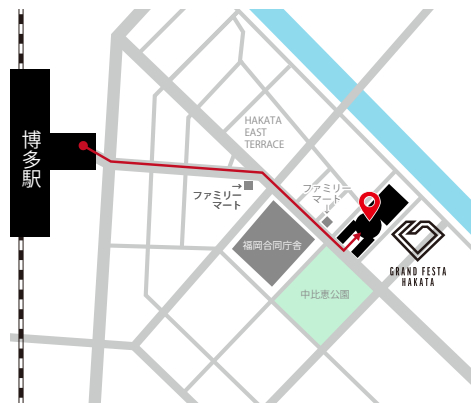 博多駅
HAKATA
EAST
TERRACE
→
ファミリー
マート
ファミリー
マート
↓
福岡合同庁舎
中比恵公園
GRAND FESTA
HAKATA